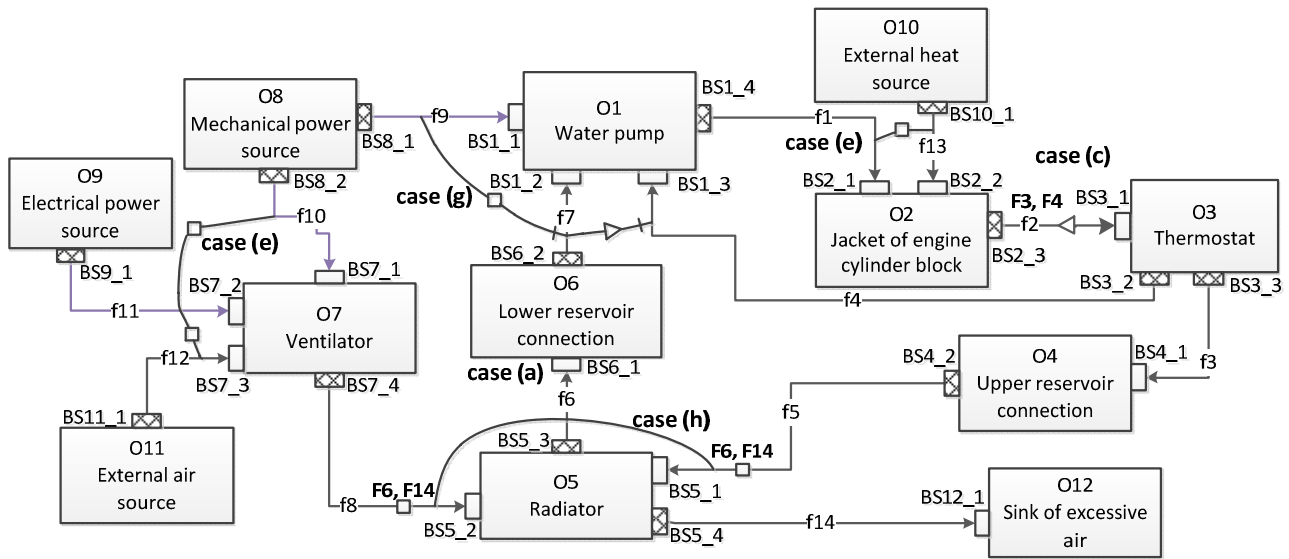 O10
External heat
source
BS10_1
O8
Mechanical power
source
BS8_1
BS8_2
f9
O1
Water pump
BS1_1
BS1_2
BS1_3
BS1_4
f1
case (e)
f13
case (c)
BS2_1
BS2_2
O2
Jacket of engine
cylinder block
BS2_3
F3, F4
f2
BS3_1
O3
Thermostat
BS3_2
BS3_3
O9
Electrical power
source
BS9_1
case (g)
f7
f10
case (e)
BS7_1
BS7_2
f11
O7
Ventilator
BS7_3
BS7_4
f12
BS6_2
O6
Lower reservoir
connection
BS6_1
case (a)
f4
f3
BS4_2
O4
Upper reservoir
connection
BS4_1
f5
f6
BS11_1
O11
External air
source
case (h)
F6, F14
BS5_3
O5
Radiator
BS5_1
F6, F14
f8
BS5_2
BS5_4
f14
BS12_1
O12
Sink of excessive
air